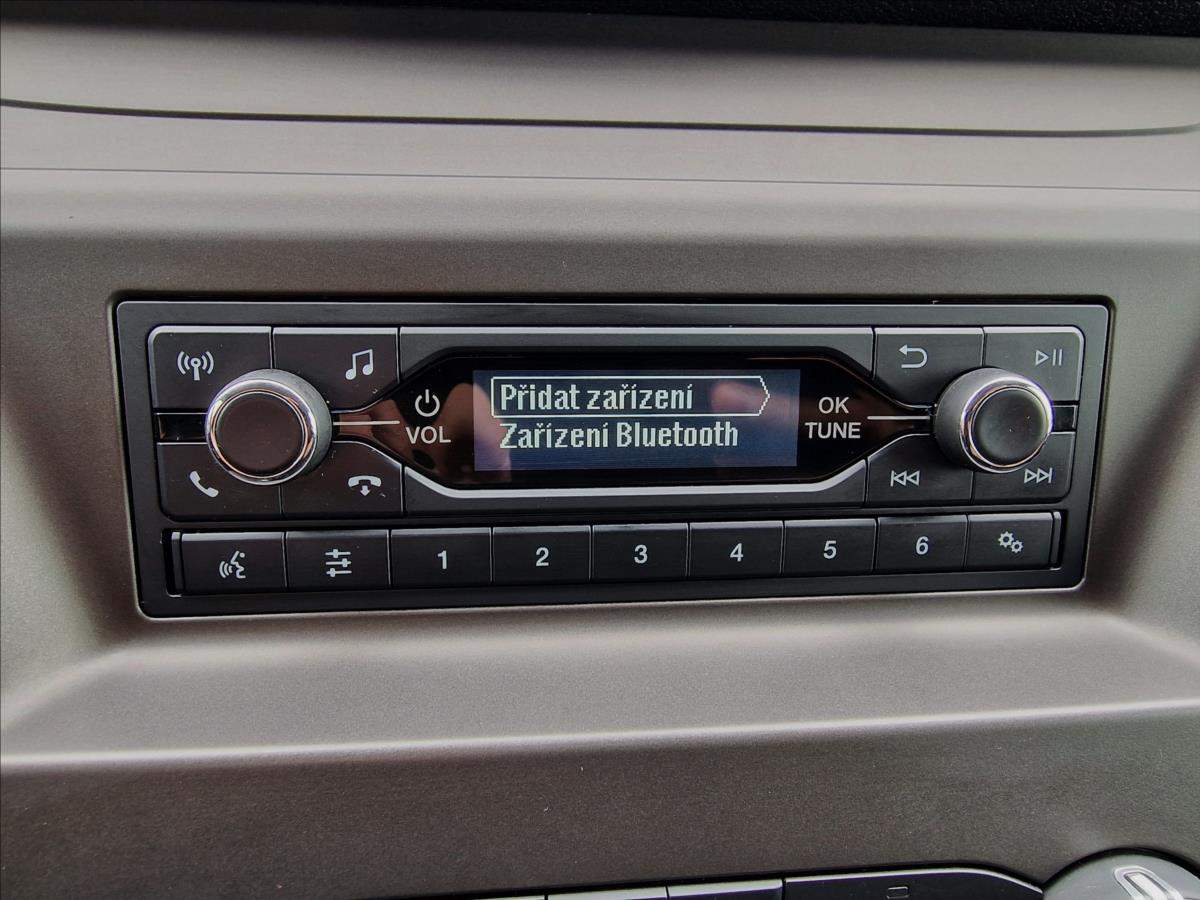 Přidat zařízení
Zařízení Bluetooth
VOL
OK
TUNE
1 2 3 4 5 6